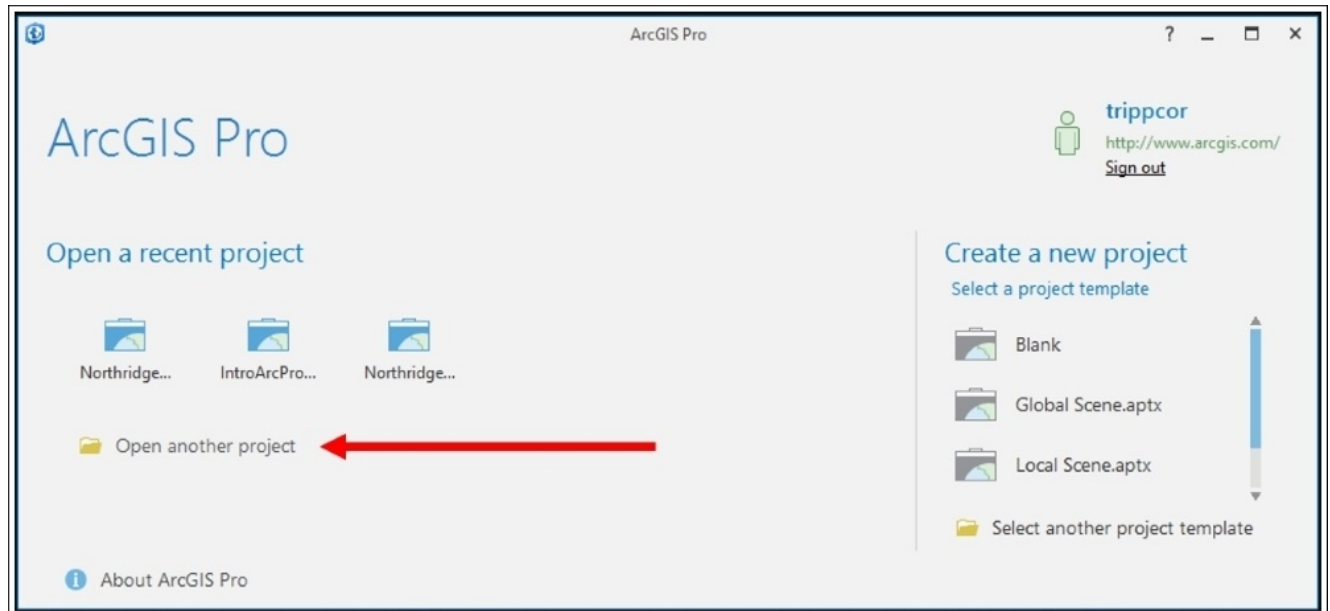 ArcGIS Pro
?
ArcGIS Pro
trippcor
http://www.arcgis.com/
Sign out
Open a recent project
Northridge...
IntroArcPro...
Northridge...
Open another project
Create a new project
Select a project template
Blank
Global Scene.aptx
Local Scene.aptx
Select another project template
About ArcGIS Pro